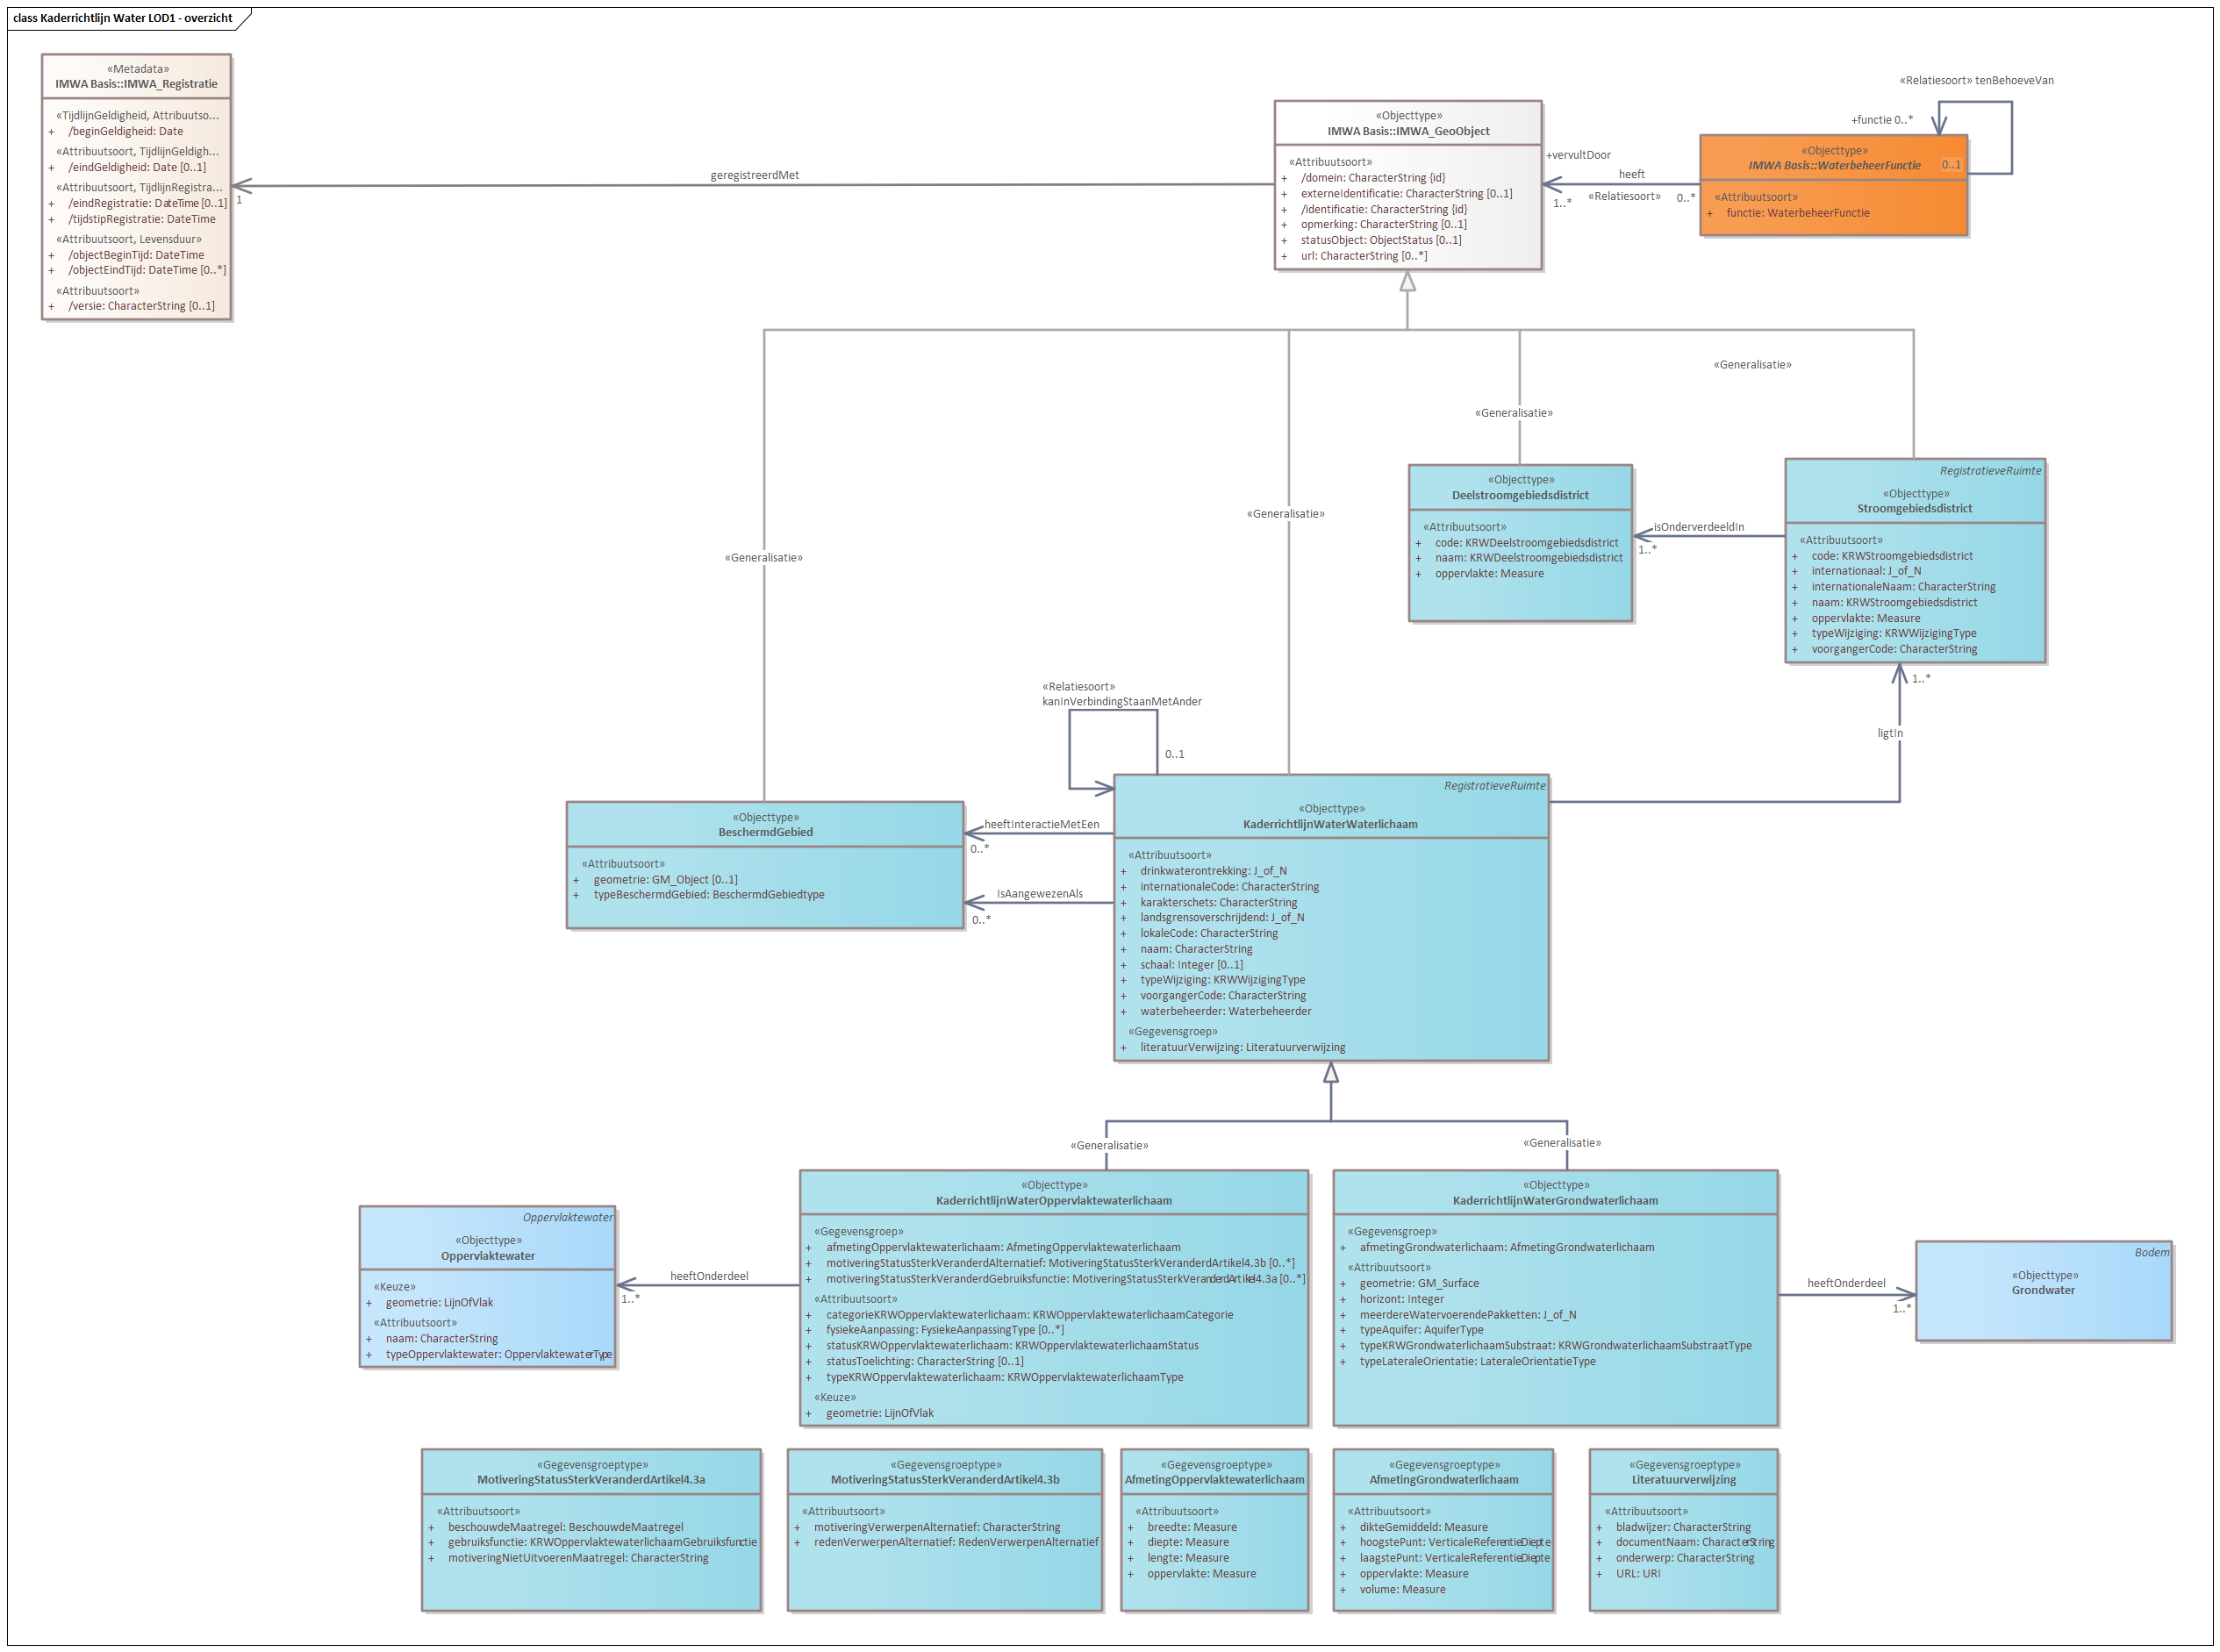 class Kaderrichtlijn Water LOD1 - overzicht
«Metadata»
IMWA Basis::IMWA_Registratie
«TijdlijnGeldigheid, Attribuutso...
+ /beginGeldigheid: Date
«Attribuutsoort, TijdlijnGeldigh...
+ /eindGeldigheid: Date [0..1]
«Attribuutsoort, TijdlijnRegistra...
+ /eindRegistratie: DateTime [0..1]
+ /tijdstipRegistratie: DateTime
«Attribuutsoort, Levensduur»
+ /objectBeginTijd: DateTime
+ /objectEindTijd: DateTime [0..*]
«Attribuutsoort»
+ /versie: CharacterString [0..1]
1
geregistreerdMet
«Objecttype»
IMWA Basis::IMWA_GeoObject
«Attribuutsoort»
+ /domein: CharacterString {id}
+ externeIdentificatie: CharacterString [0..1]
+ /identificatie: CharacterString {id}
+ opmerking: CharacterString [0..1]
+ statusObject: ObjectStatus [0..1]
+ url: CharacterString [0..*]
+vervultDoor
heeft
1..*
«Relatiesoort»
0..*
«Relatiesoort» tenBehoeveVan
+functie 0..*
«Objecttype»
IMWA Basis::WaterbeheerFunctie
0..1
«Attribuutsoort»
+ functie: WaterbeheerFunctie
«Generalisatie»
«Generalisatie»
«Generalisatie»
«Generalisatie»
«Objecttype»
Deelstroomgebiedsdistrict
«Attribuutsoort»
+ code: KRWDeelstroomgebiedsdistrict
+ naam: KRWDeelstroomgebiedsdistrict
+ oppervlakte: Measure
isOnderverdeeldIn
1..*
RegistratieveRuimte
«Objecttype»
Stroomgebiedsdistrict
«Attribuutsoort»
+ code: KRWStroomgebiedsdistrict
+ internationaal: J_of_N
+ internationaleNaam: CharacterString
+ naam: KRWStroomgebiedsdistrict
+ oppervlakte: Measure
+ typeWijziging: KRWWijzigingType
+ voorgangerCode: CharacterString
1..*
ligtIn
«Relatiesoort»
kanInVerbindingStaanMetAnder
0..1
«Objecttype»
BeschermdGebied
«Attribuutsoort»
+ geometrie: GM_Object [0..1]
+ typeBeschermdGebied: BeschermdGebiedtype
heeftInteractieMetEen
0..*
IsAangewezenAls
0..*
RegistratieveRuimte
«Objecttype»
KaderrichtlijnWaterWaterlichaam
«Attribuutsoort»
+ drinkwaterontrekking: J_of_N
+ internationaleCode: CharacterString
+ karakterschets: CharacterString
+ landsgrensoverschrijdend: J_of_N
+ lokaleCode: CharacterString
+ naam: CharacterString
+ schaal: Integer [0..1]
+ typeWijziging: KRWWijzigingType
+ voorgangerCode: CharacterString
+ waterbeheerder: Waterbeheerder
«Gegevensgroep»
+ literatuurVerwijzing: Literatuurverwijzing
«Generalisatie»
«Generalisatie»
Oppervlaktewater
«Objecttype»
Oppervlaktewater
«Keuze»
+ geometrie: LijnOfVlak
«Attribuutsoort»
+ naam: CharacterString
+ typeOppervlaktewater: OppervlaktewaterType
heeftOnderdeel
1..*
«Objecttype»
KaderrichtlijnWaterOppervlaktewaterlichaam
«Gegevensgroep»
+ afmetingOppervlaktewaterlichaam: AfmetingOppervlaktewaterlichaam
+ motiveringStatusSterkVeranderdAlternatief: MotiveringStatusSterkVeranderdArtikel4.3b [0..*]
+ motiveringStatusSterkVeranderdGebruiksfunctie: MotiveringStatusSterkVeranderdArtikel4.3a [0..*]
«Attribuutsoort»
+ categorieKRWOppervlaktewaterlichaam: KRWOppervlaktewaterlichaamCategorie
+ fysiekeAanpassing: FysiekeAanpassingType [0..*]
+ statusKRWOppervlaktewaterlichaam: KRWOppervlaktewaterlichaamStatus
+ statusToelichting: CharacterString [0..1]
+ typeKRWOppervlaktewaterlichaam: KRWOppervlaktewaterlichaamType
«Keuze»
+ geometrie: LijnOfVlak
«Objecttype»
KaderrichtlijnWaterGrondwaterlichaam
«Gegevensgroep»
+ afmetingGrondwaterlichaam: AfmetingGrondwaterlichaam
«Attribuutsoort»
+ geometrie: GM_Surface
+ horizont: Integer
+ meerdereWatervoerendePakketten: J_of_N
+ typeAquifer: AquiferType
+ typeKRWGrondwaterlichaamSubstraat: KRWGrondwaterlichaamSubstraatType
+ typeLateraleOrientatie: LateraleOrientatieType
heeftOnderdeel
1..*
Bodem
«Objecttype»
Grondwater
«Gegevensgroeptype»
MotiveringStatusSterkVeranderdArtikel4.3a
«Attribuutsoort»
+ beschouwdeMaatregel: BeschouwdeMaatregel
+ gebruiksfunctie: KRWOppervlaktewaterlichaamGebruiksfunctie
+ motiveringNietUitvoerenMaatregel: CharacterString
«Gegevensgroeptype»
MotiveringStatusSterkVeranderdArtikel4.3b
«Attribuutsoort»
+ motiveringVerwerpenAlternatief: CharacterString
+ redenVerwerpenAlternatief: RedenVerwerpenAlternatief
«Gegevensgroeptype»
AfmetingOppervlaktewaterlichaam
«Attribuutsoort»
+ breedte: Measure
+ diepte: Measure
+ lengte: Measure
+ oppervlakte: Measure
«Gegevensgroeptype»
AfmetingGrondwaterlichaam
«Attribuutsoort»
+ dikteGemiddeld: Measure
+ hoogstePunt: VerticaleReferentieDiepte
+ laagstePunt: VerticaleReferentieDiepte
+ oppervlakte: Measure
+ volume: Measure
«Gegevensgroeptype»
Literatuurverwijzing
«Attribuutsoort»
+ bladwijzer: CharacterString
+ documentNaam: CharacterString
+ onderwerp: CharacterString
+ URL: URI